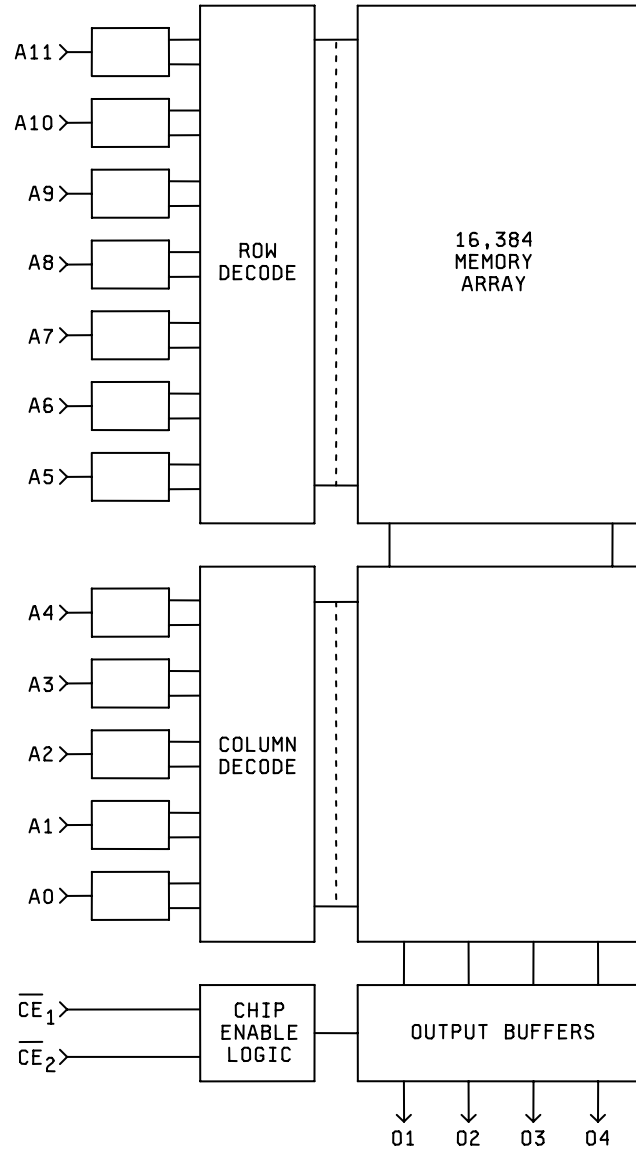 A11
A10
A9
A8
A7
A6
A5
ROW
DECODE
16,384
MEMORY
ARRAY
A4
A3
A2
A1
A0
COLUMN
DECODE
CE1
CE2
CHIP
ENABLE
LOGIC
OUTPUT BUFFERS
O1
O2
O3
O4